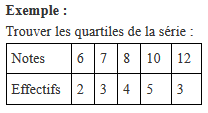 Exemple :
Trouver les quartiles de la série :
Notes 6 7 8 10 12
Effectifs 2 3 4 5 3